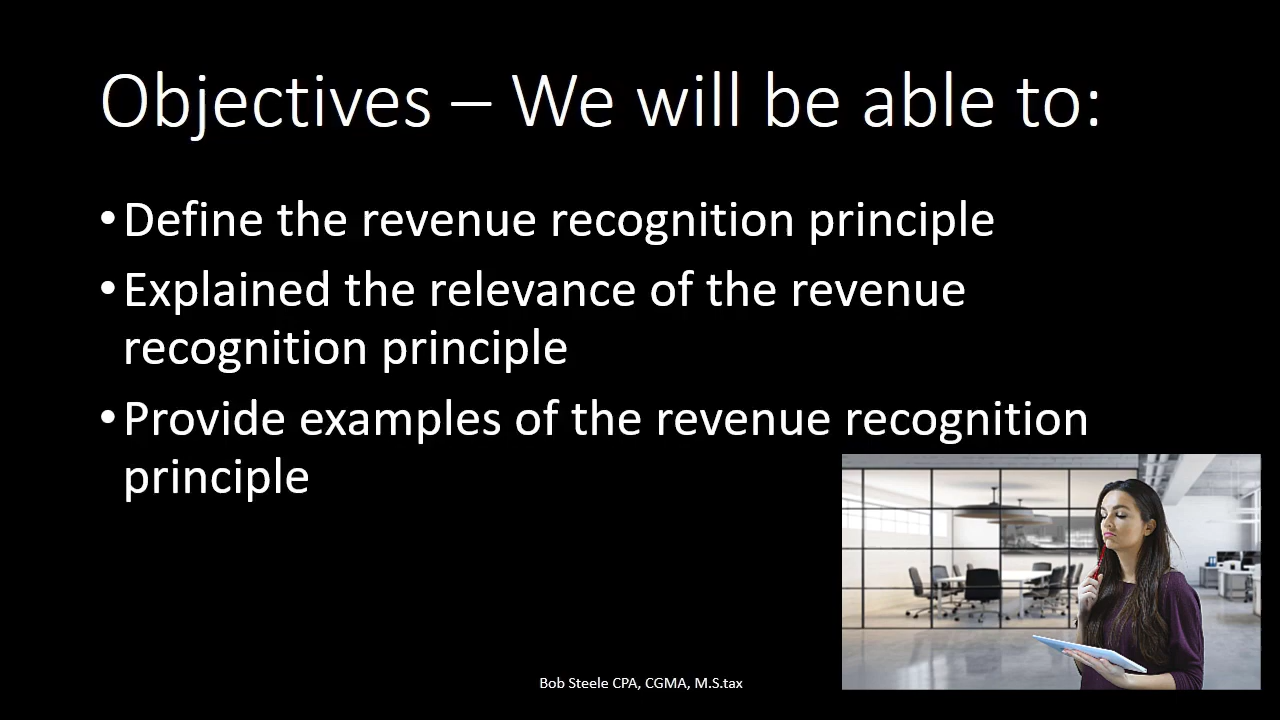 Objectives – We will be able to:
•Define the revenue recognition principle
•Explained the relevance of the revenue
recognition principle
•Provide examples of the revenue recognition
principle
Bob Steele CPA, CGMA, M.S.tax